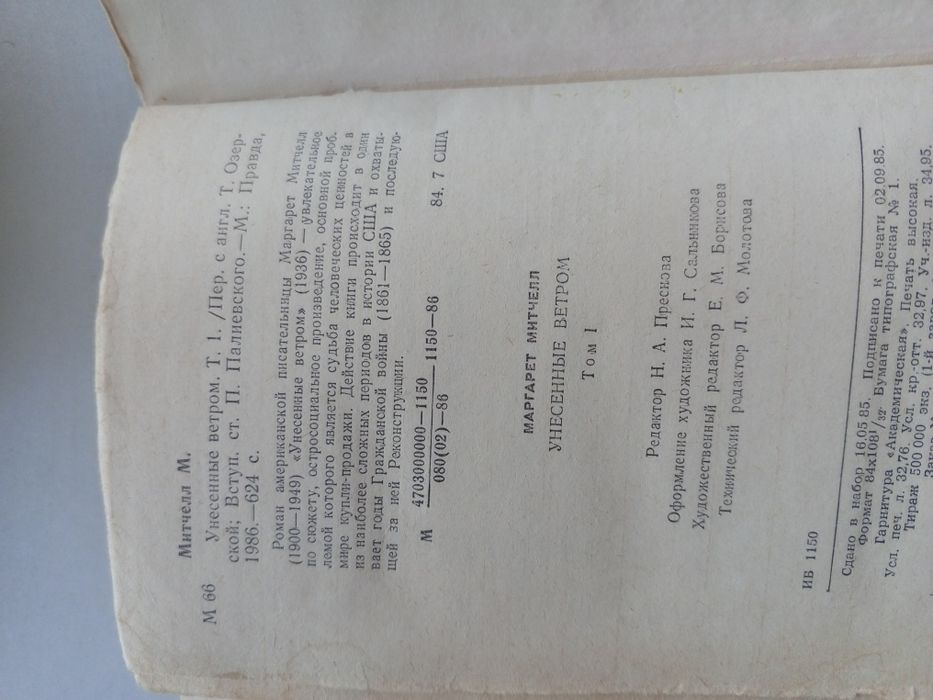 Митчелл М.
М 66
Унесенные ветром. Т. 1. /Пер. с англ. Т. Озер-
ской; Вступ. ст. П. Палиевского.—М.: Правда,
1986.—624 с.
Роман американской писательницы Маргарет Митчелл
(1900—1949) «Унесенные ветром» (1936) — увлекательное
по сюжету, остросоциальное произведение, основной проб-
лемой которого является судьба человеческих ценностей в
мире купли-продажи. Действие книги происходит в один
из наиболее сложных периодов в истории США и охваты-
вает годы Гражданской войны (1861—1865) и последую-
щей за ней Реконструкции.
М 4703000000—1150 1150—86 84. 7 США
080(02)—86
МАРГАРЕТ МИТЧЕЛЛ
УНЕСЕННЫЕ ВЕТРОМ
Том I
Редактор Н. А. Преснова
Оформление художника И. Г. Сальникова
Художественный редактор Е. М. Борисова
Технический редактор Л. Ф. Молотова
ИБ 1150
Сдано в набор 16.05 85. Подписано к печати 02.09.85.
Формат 84х108¹/₃₂. Бумага типографская № 1.
Гарнитура «Академическая». Печать высокая.
Усл. печ. л. 32,76. Усл. кр.-отт. 32,97. Уч.-изд. л. 34,95.
Тираж 500 000 экз. (1-й